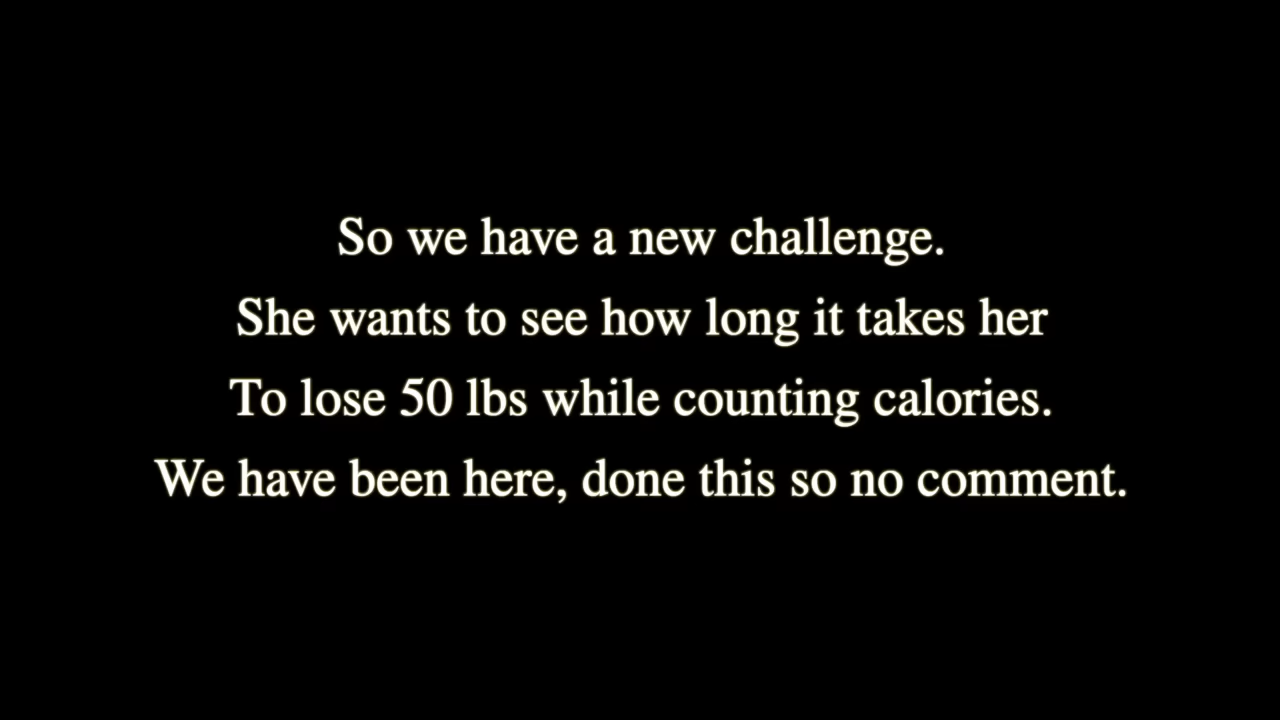 So we have a new challenge.
She wants to see how long it takes her
To lose 50 lbs while counting calories.
We have been here, done this so no comment.